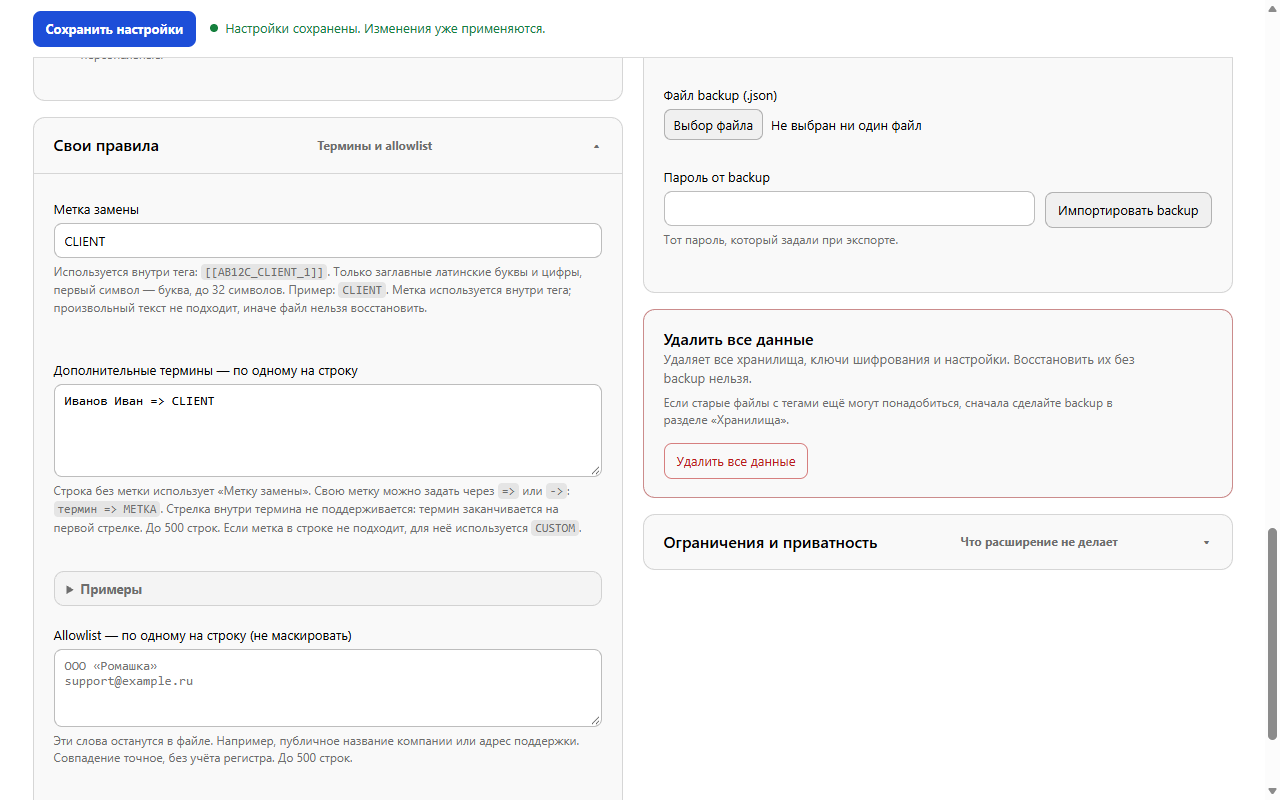 Сохранить настройки
Настройки сохранены. Изменения уже применяются.
Свои правила
Термины и allowlist
Метка замены
CLIENT
Используется внутри тега: [[AB12C_CLIENT_1]]. Только заглавные латинские буквы и цифры,
первый символ — буква, до 32 символов. Пример: CLIENT. Метка используется внутри тега;
произвольный текст не подходит, иначе файл нельзя восстановить.
Дополнительные термины — по одному на строку
Иванов Иван => CLIENT
Строка без метки использует «Метку замены». Свою метку можно задать через => или ->:
термин => МЕТКА. Стрелка внутри термина не поддерживается: термин заканчивается на
первой стрелке. До 500 строк. Если метка в строке не подходит, для неё используется CUSTOM.
Примеры
Allowlist — по одному на строку (не маскировать)
ООО «Ромашка»
support@example.ru
Эти слова останутся в файле. Например, публичное название компании или адрес поддержки.
Совпадение точное, без учёта регистра. До 500 строк.
Файл backup (.json)
Выбор файла
Не выбран ни один файл
Пароль от backup
Импортировать backup
Тот пароль, который задали при экспорте.
Удалить все данные
Удаляет все хранилища, ключи шифрования и настройки. Восстановить их без
backup нельзя.
Если старые файлы с тегами ещё могут понадобиться, сначала сделайте backup в
разделе «Хранилища».
Удалить все данные
Ограничения и приватность
Что расширение не делает